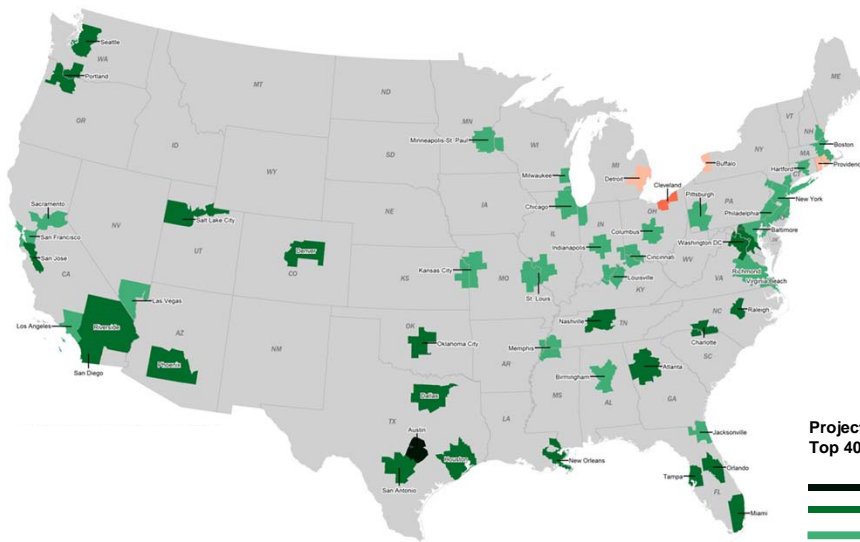 Seattle
WA
Portland
OR
MT
ID
WY
ND
SD
MN
Minneapolis-St. Paul
WI
MI
Milwaukee
Chicago
Detroit
Cleveland
Buffalo
NY
VT
NH
ME
MA
Boston
Hartford
CT
New York
Pittsburgh
PA
Philadelphia
Baltimore
Washington DC
Richmond
Virginia Beach
VA
WV
OH
Columbus
Cincinnati
IN
Indianapolis
Louisville
KY
IL
IA
NE
Sacramento
San Francisco
San Jose
CA
NV
Salt Lake City
UT
Denver
CO
KS
Kansas City
MO
St. Louis
Las Vegas
Los Angeles
Riverside
San Diego
AZ
Phoenix
NM
OK
Oklahoma City
AR
Memphis
Nashville
TN
NC
Raleigh
Charlotte
SC
Atlanta
GA
Birmingham
AL
MS
LA
Dallas
TX
Austin
San Antonio
Houston
New Orleans
Jacksonville
Orlando
Tampa
FL
Miami
Project
Top 40